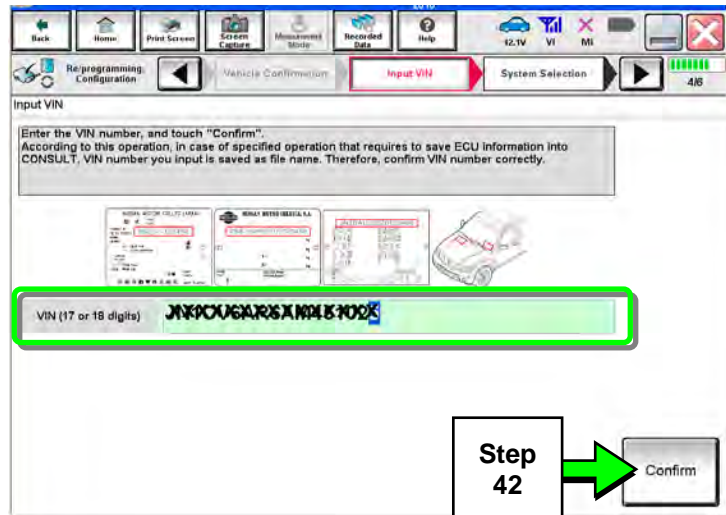 Back Home Print Screen Screen Capture Measurement Mode Recorded Data Help 12.1V VI MI
Re/programming, Configuration Vehicle Confirmation Input VIN System Selection 4/6
Input VIN
Enter the VIN number, and touch "Confirm".
According to this operation, in case of specified operation that requires to save ECU information into
CONSULT, VIN number you input is saved as file name. Therefore, confirm VIN number correctly.
VIN (17 or 18 digits)
Step
42
Confirm